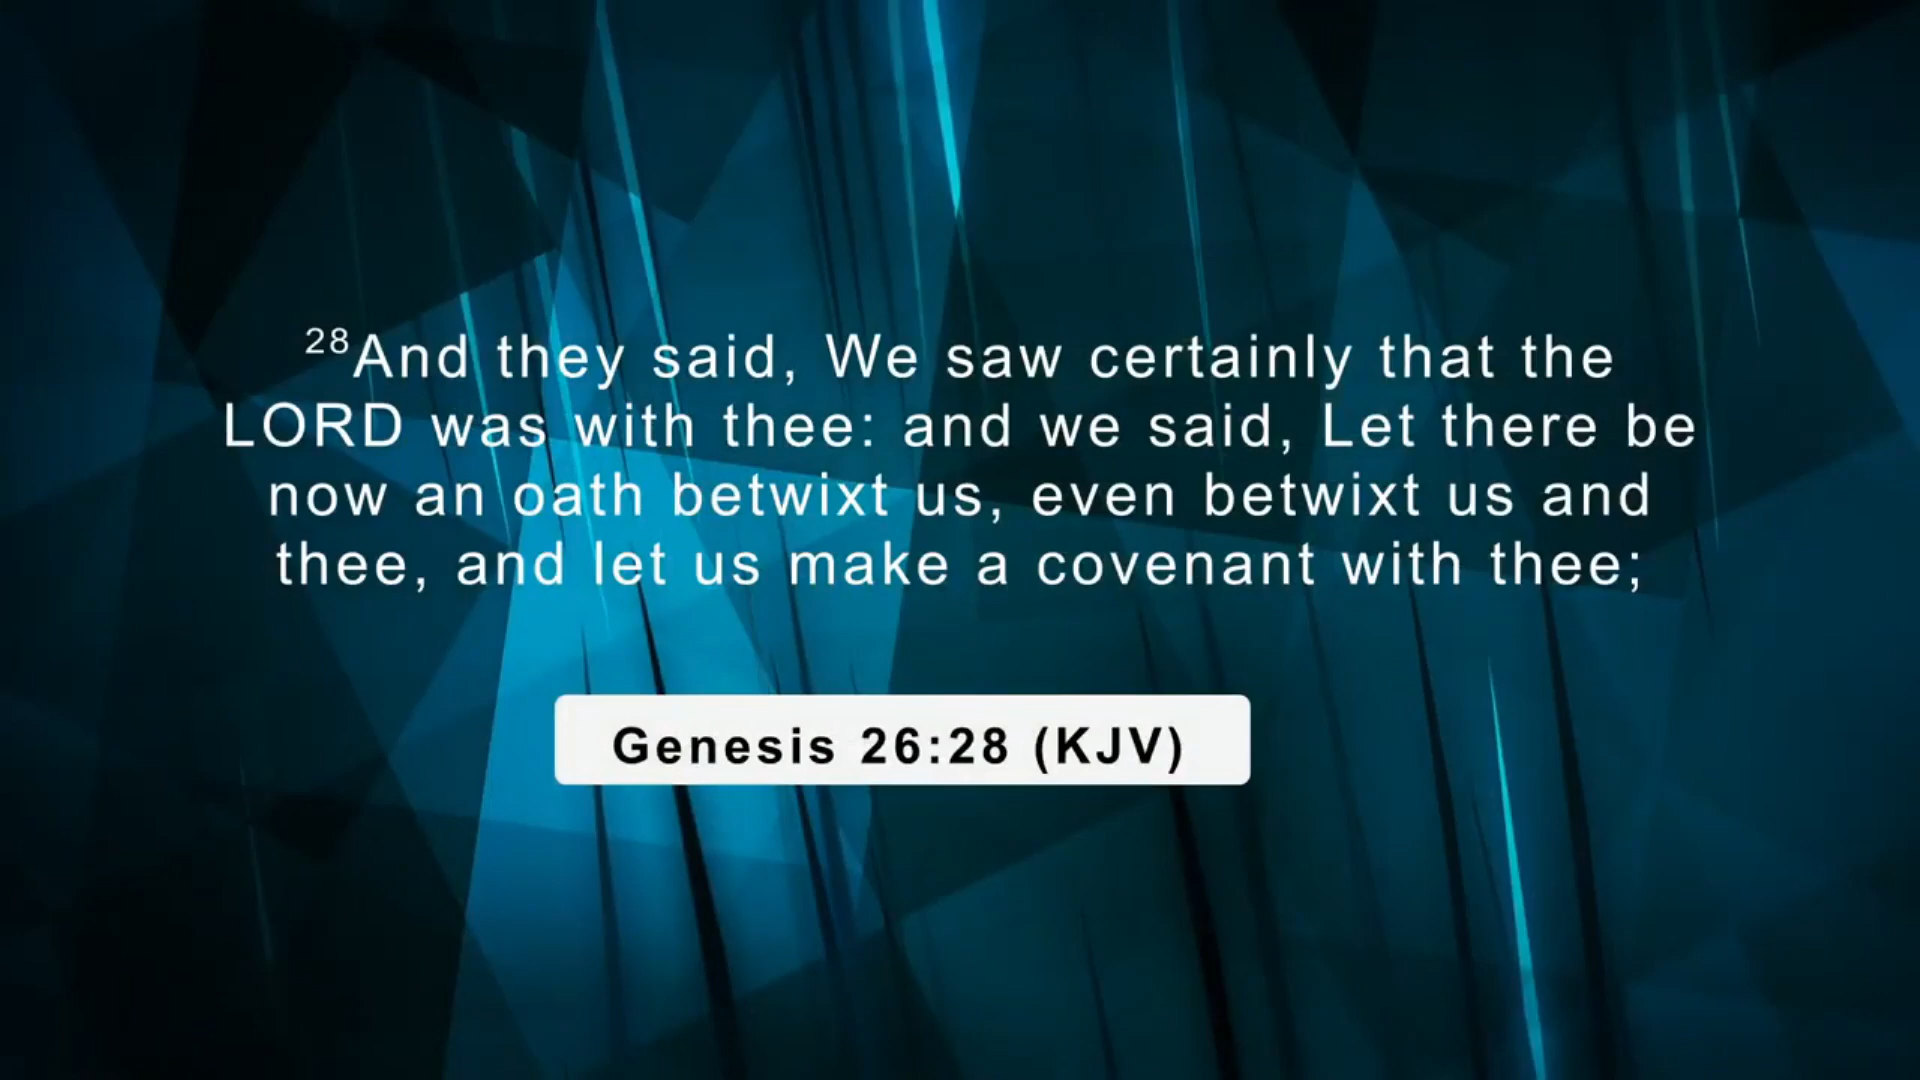 28And they said, We saw certainly that the
LORD was with thee: and we said, Let there be
now an oath betwixt us, even betwixt us and
thee, and let us make a covenant with thee;
Genesis 26:28 (KJV)